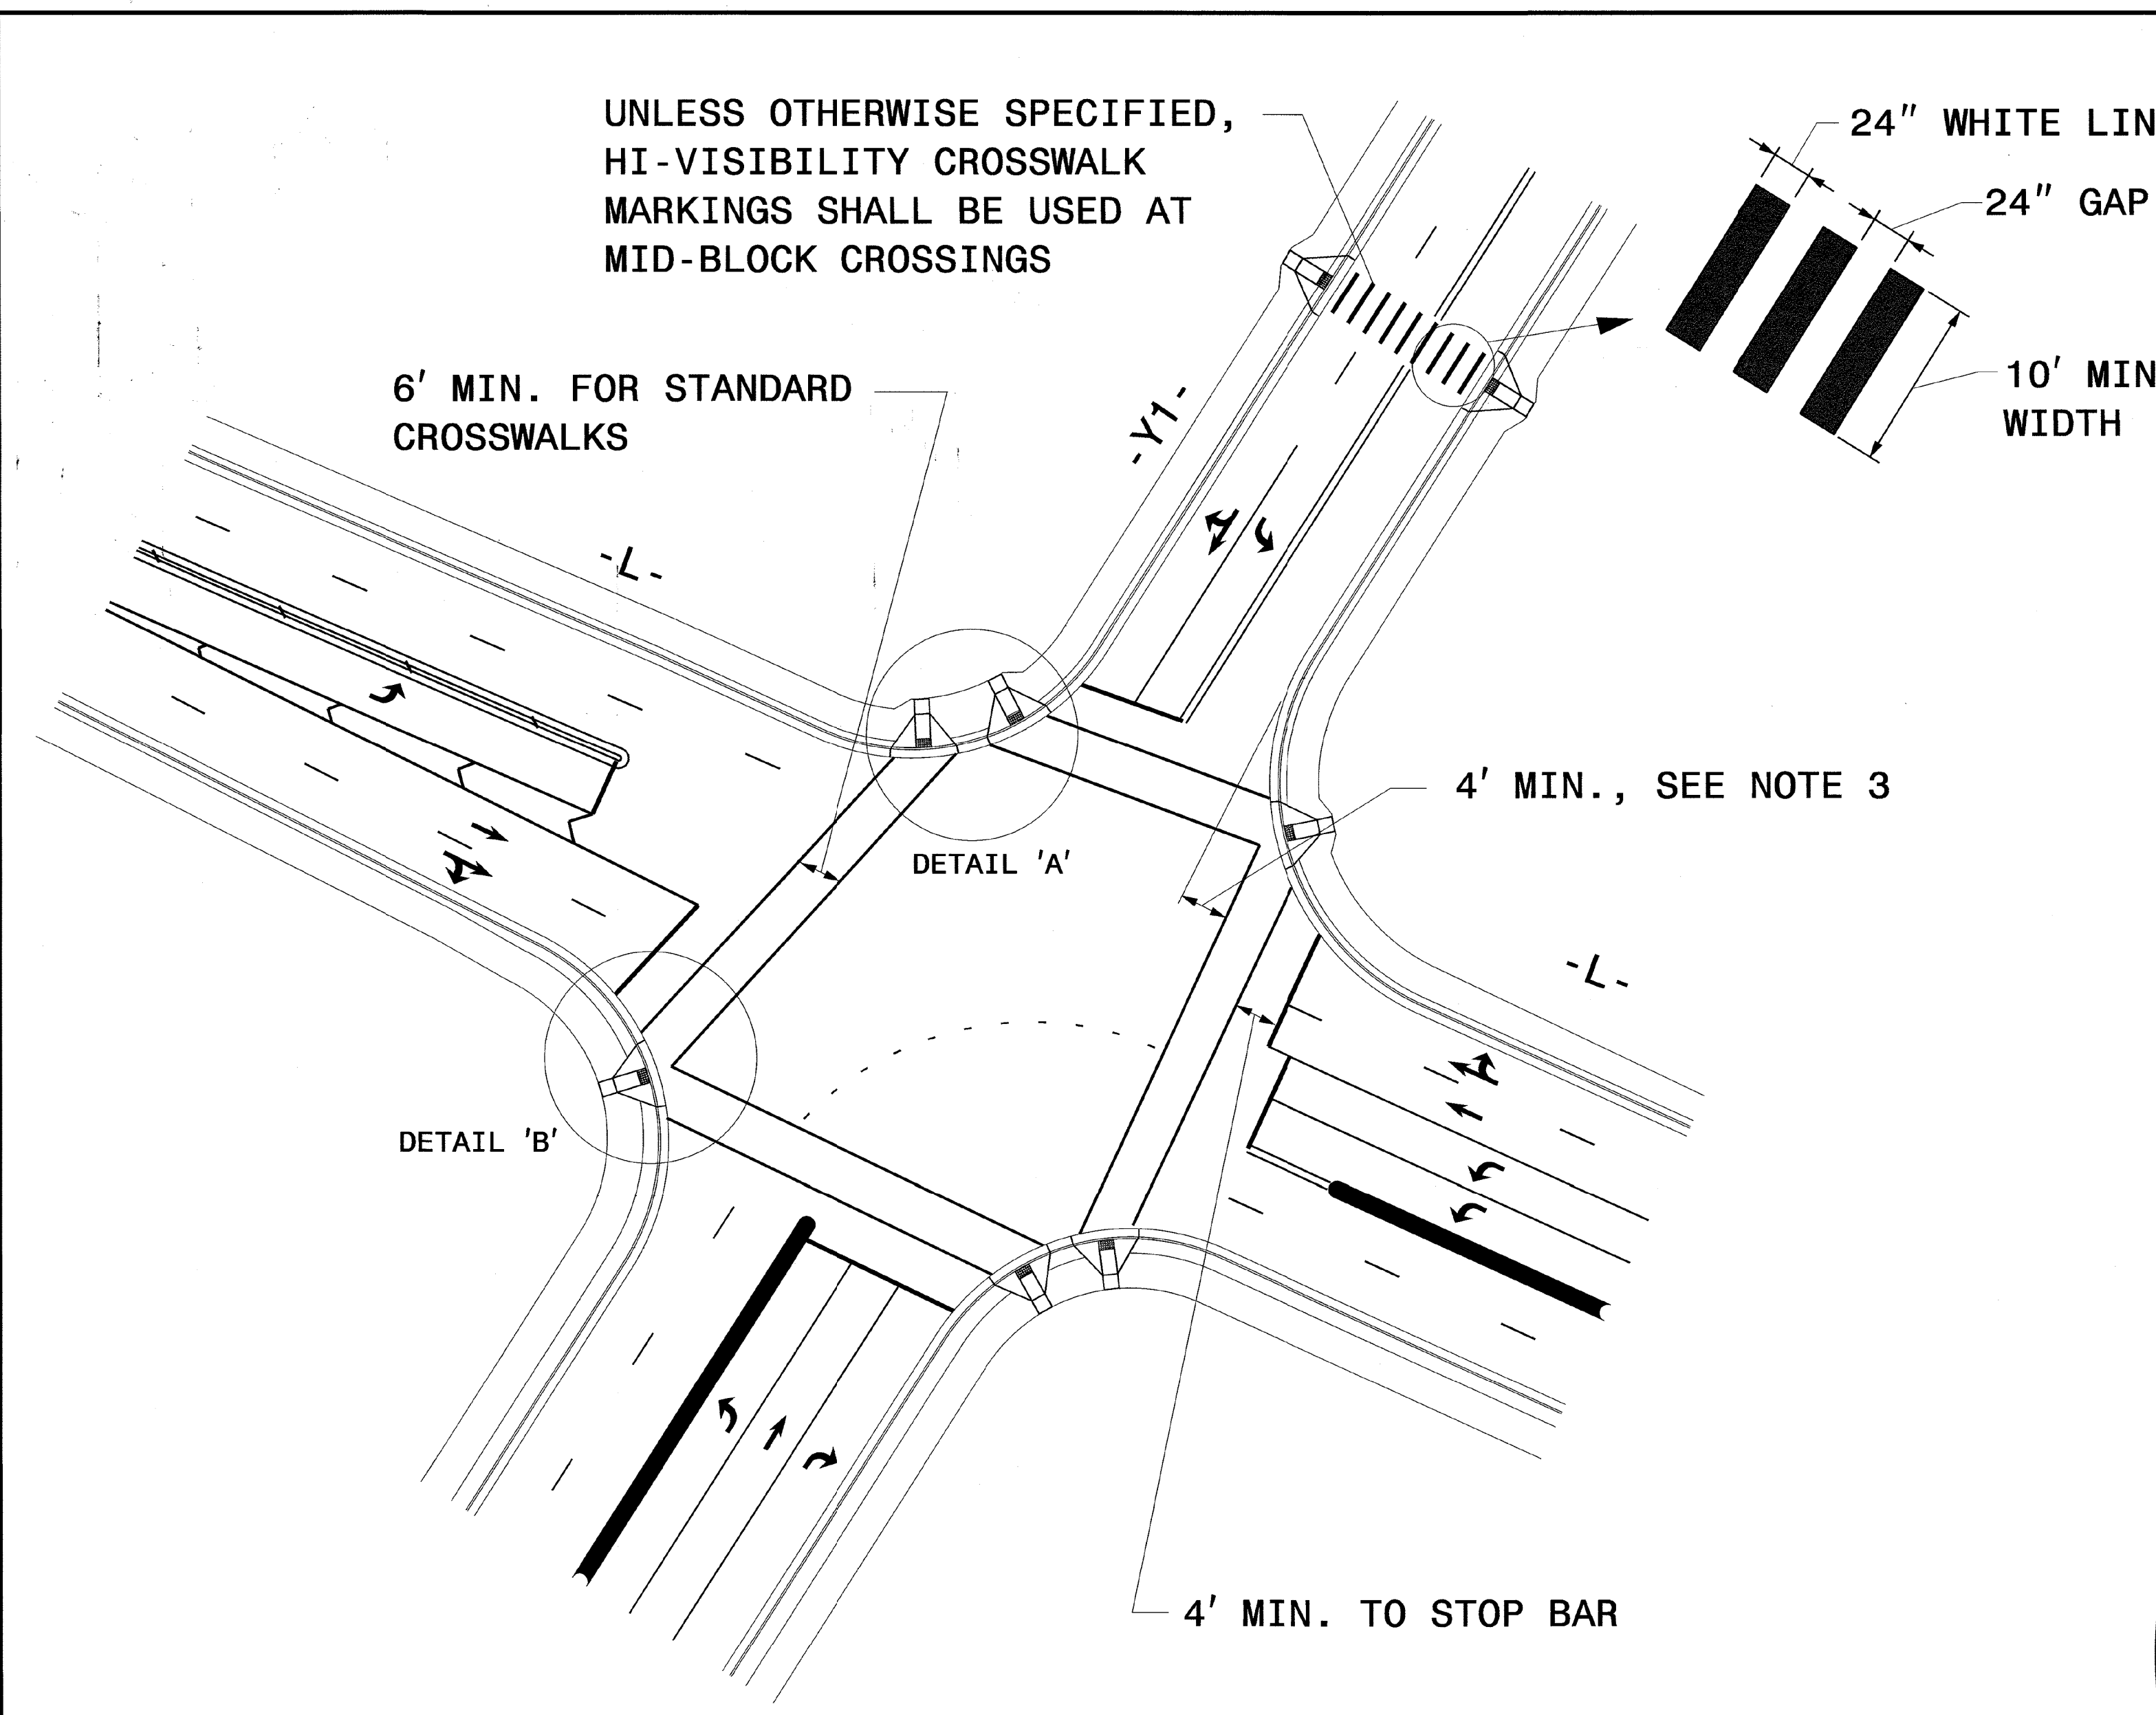 UNLESS OTHERWISE SPECIFIED,
HI-VISIBILITY CROSSWALK
MARKINGS SHALL BE USED AT
MID-BLOCK CROSSINGS
24" WHITE LIN
24" GAP
10' MIN
WIDTH
6' MIN. FOR STANDARD
CROSSWALKS
-Y1-
-L-
4' MIN., SEE NOTE 3
DETAIL 'A'
-L-
DETAIL 'B'
4' MIN. TO STOP BAR